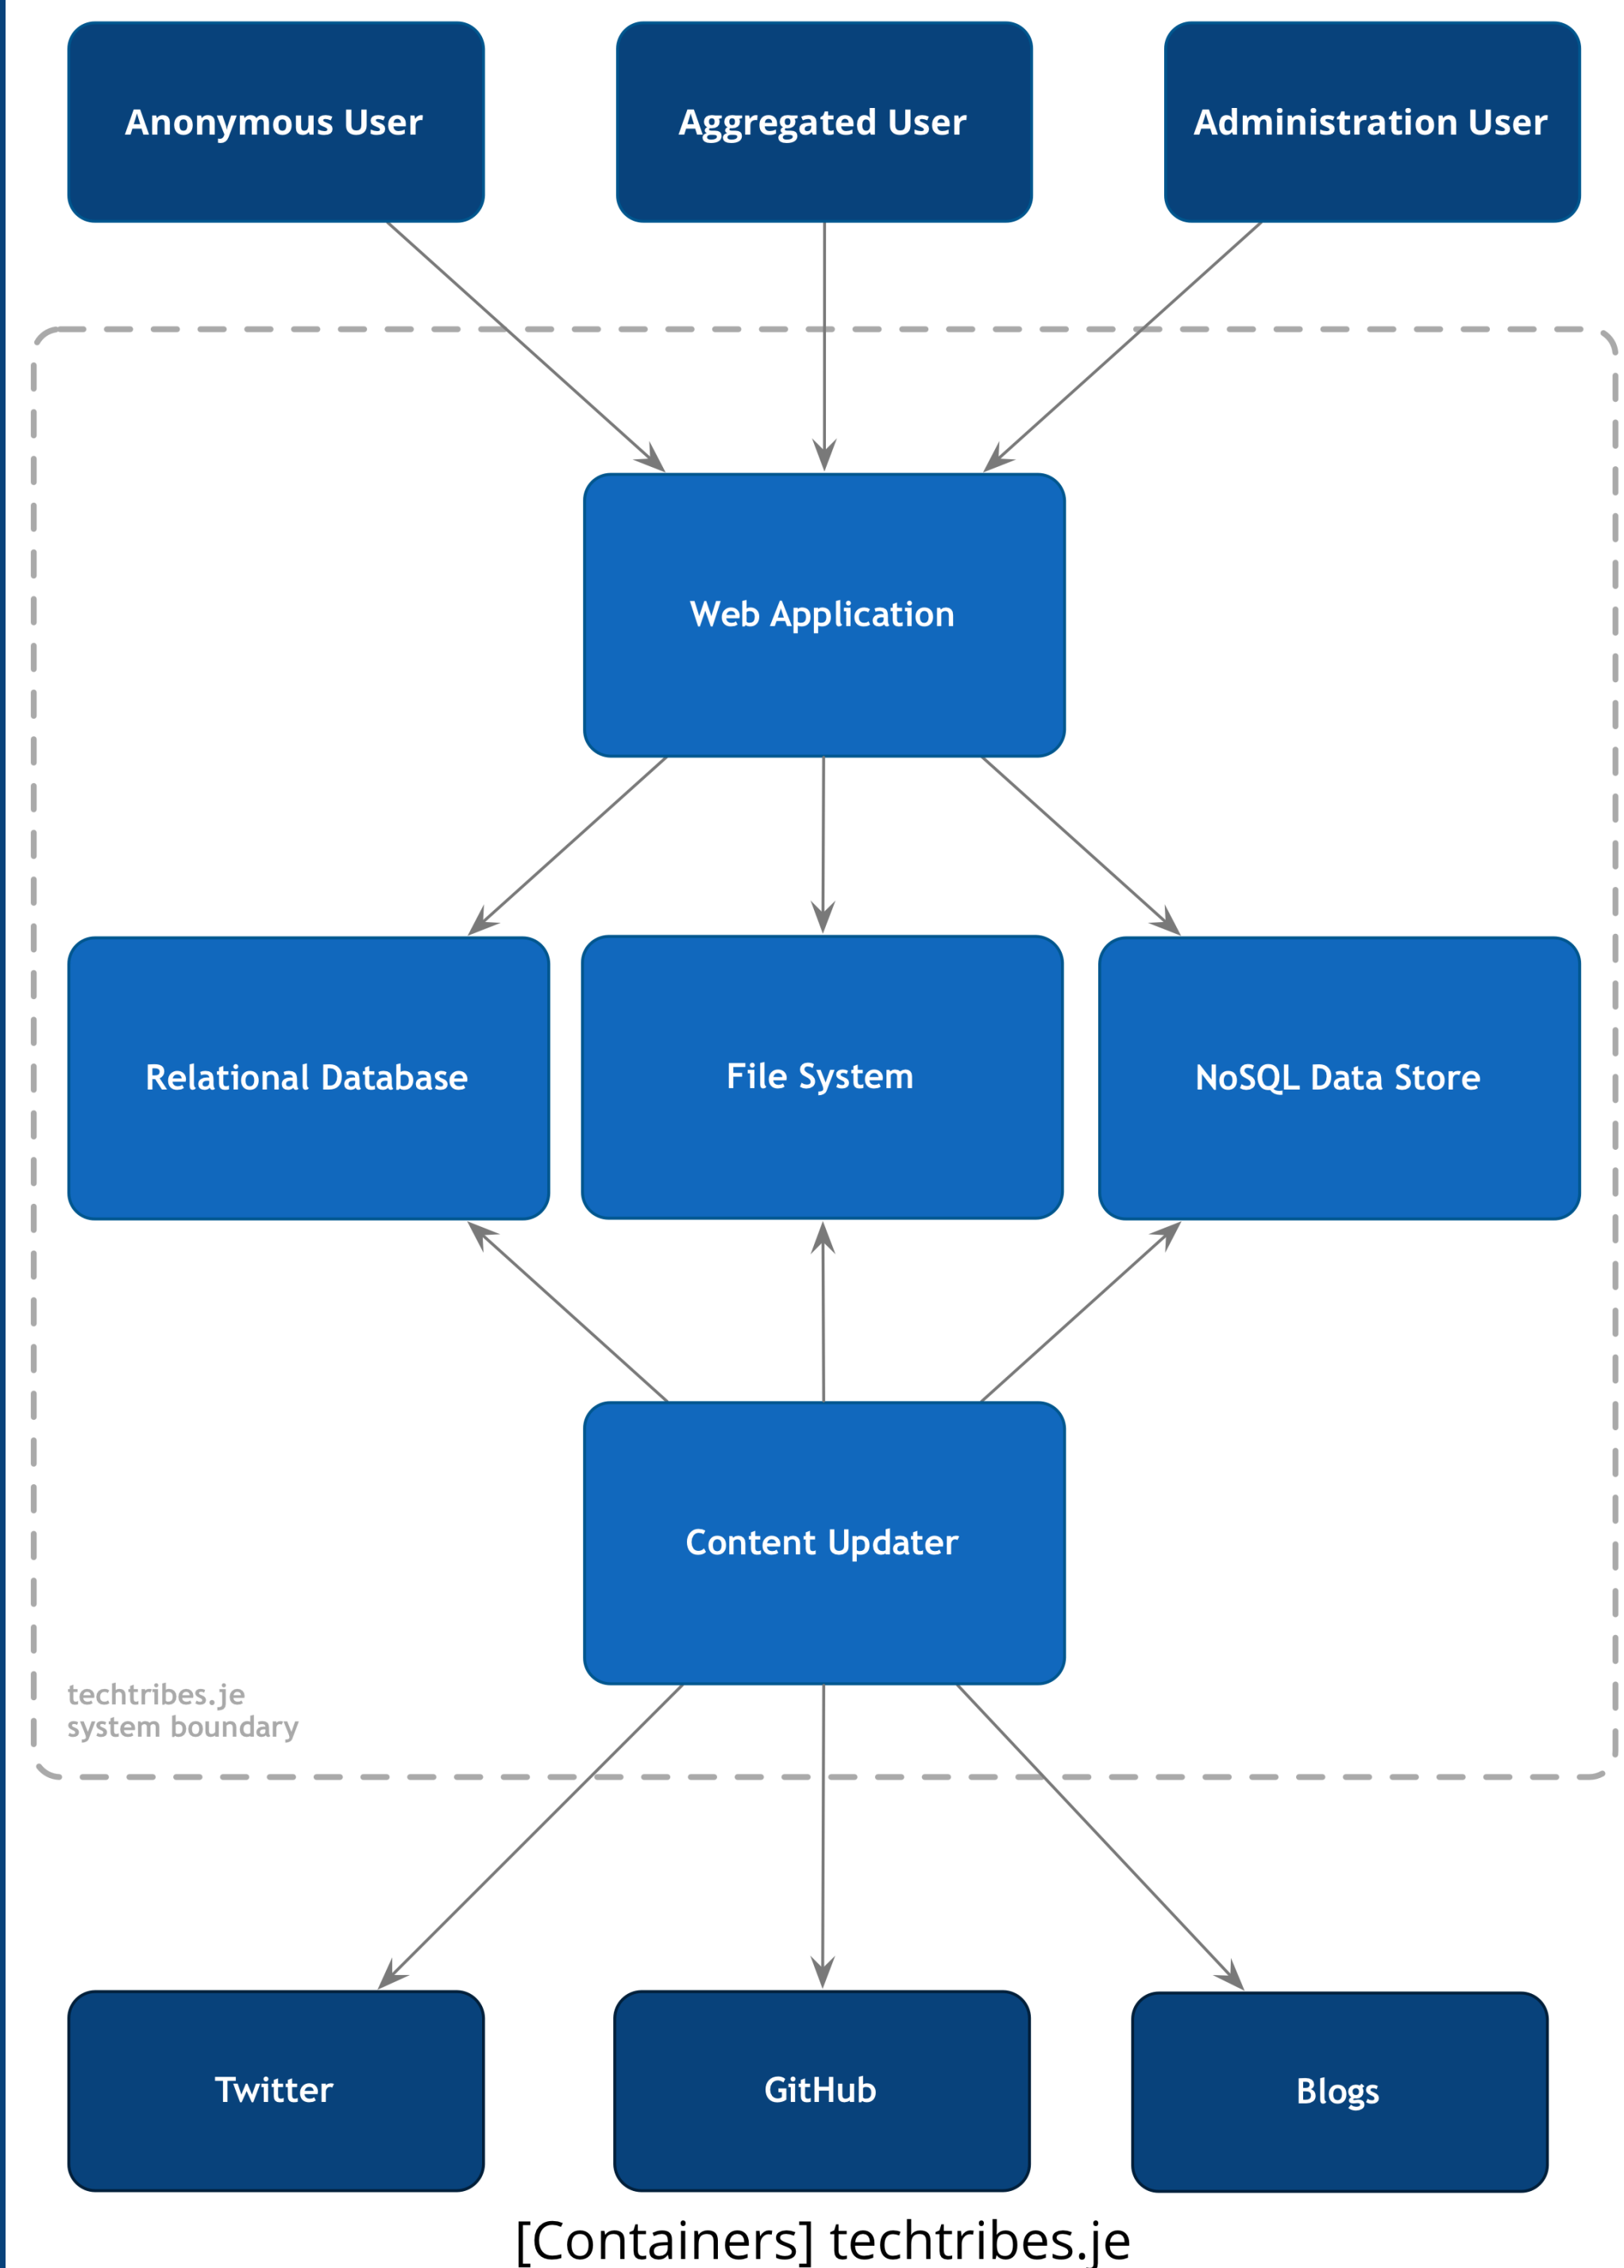 Anonymous User
Aggregated User
Administration User
Web Application
Relational Database
File System
NoSQL Data Store
Content Updater
techtribes.je
system boundary
Twitter
GitHub
Blogs
[Containers] techtribes.je